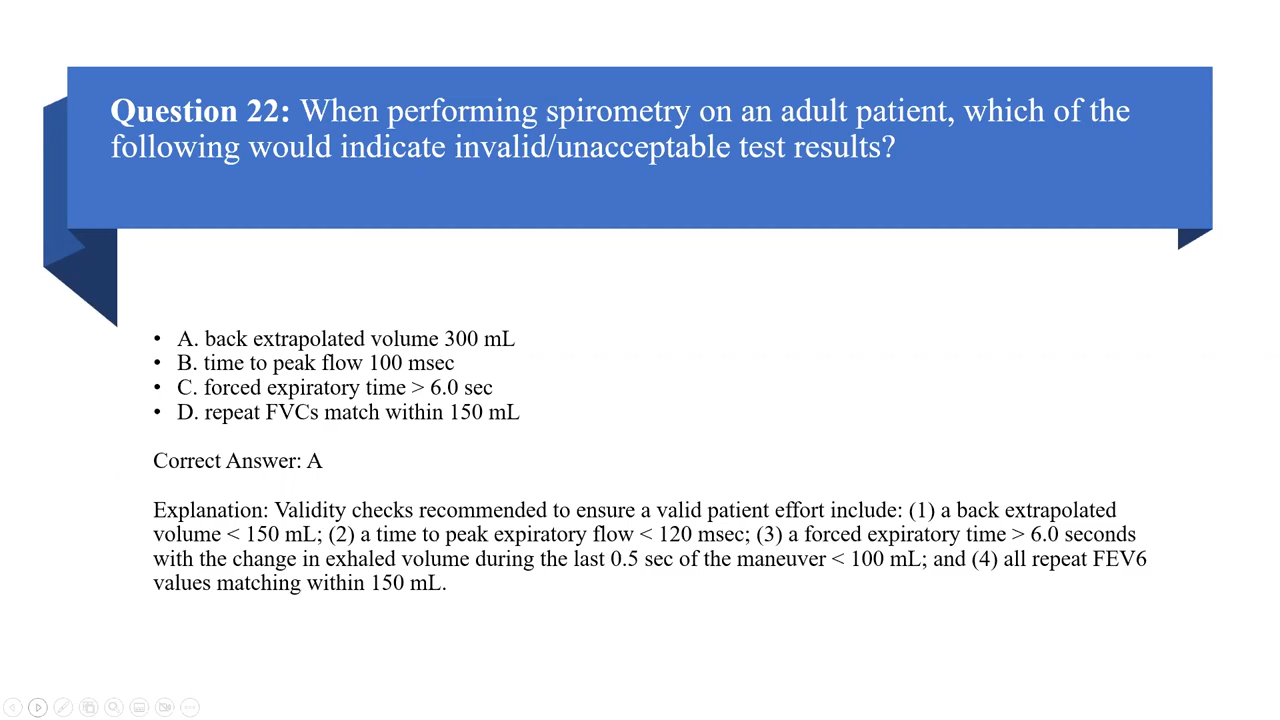 Question 22: When performing spirometry on an adult patient, which of the
following would indicate invalid/unacceptable test results?
• A. back extrapolated volume 300 mL
• B. time to peak flow 100 msec
• C. forced expiratory time > 6.0 sec
• D. repeat FVCs match within 150 mL
Correct Answer: A
Explanation: Validity checks recommended to ensure a valid patient effort include: (1) a back extrapolated
volume < 150 mL; (2) a time to peak expiratory flow < 120 msec; (3) a forced expiratory time > 6.0 seconds
with the change in exhaled volume during the last 0.5 sec of the maneuver < 100 mL; and (4) all repeat FEV6
values matching within 150 mL.